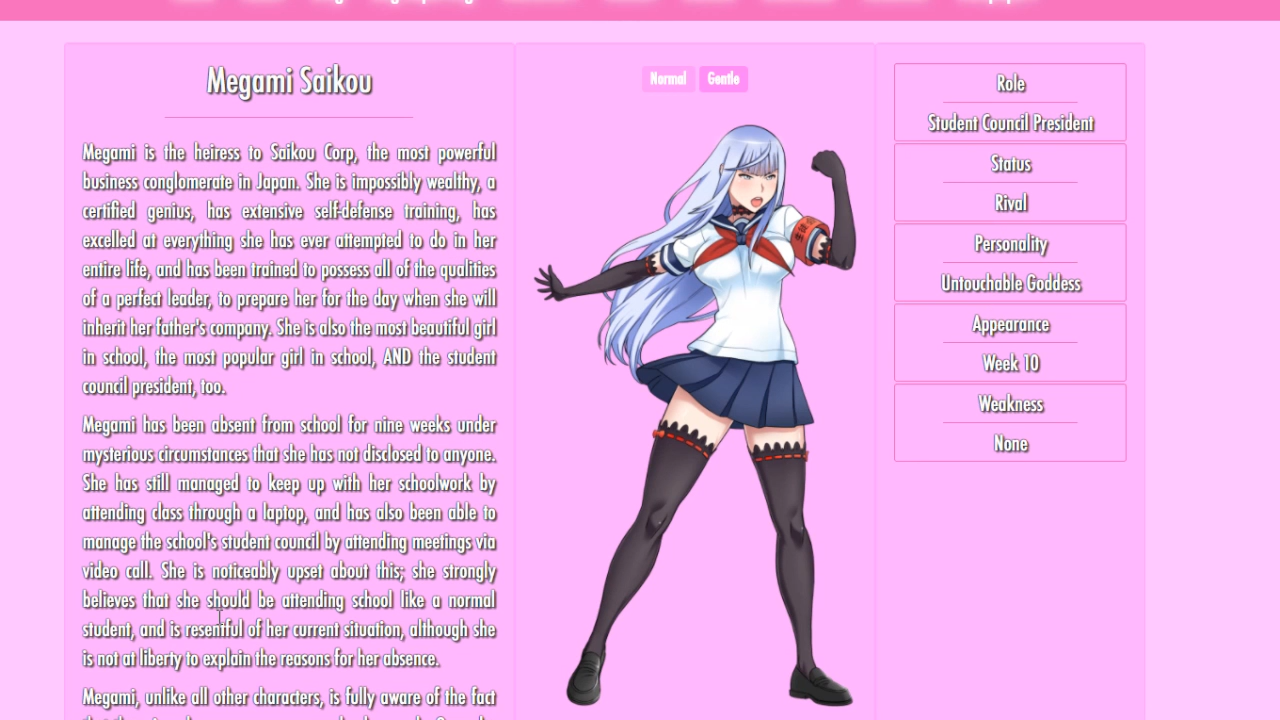 Megami Saikou
Megami is the heiress to Saikou Corp, the most powerful
business conglomerate in Japan. She is impossibly wealthy, a
certified genius, has extensive self-defense training, has
excelled at everything she has ever attempted to do in her
entire life, and has been trained to possess all of the qualities
of a perfect leader, to prepare her for the day when she will
inherit her father's company. She is also the most beautiful girl
in school, the most popular girl in school, AND the student
council president, too.
Megami has been absent from school for nine weeks under
mysterious circumstances that she has not disclosed to anyone.
She has still managed to keep up with her schoolwork by
attending class through a laptop, and has also been able to
manage the school's student council by attending meetings via
video call. She is noticeably upset about this; she strongly
believes that she should be attending school like a normal
student, and is resentful of her current situation, although she
is not at liberty to explain the reasons for her absence.
Megami, unlike all other characters, is fully aware of the fact
Normal
Gentle
Role
Student Council President
Status
Rival
Personality
Untouchable Goddess
Appearance
Week 10
Weakness
None